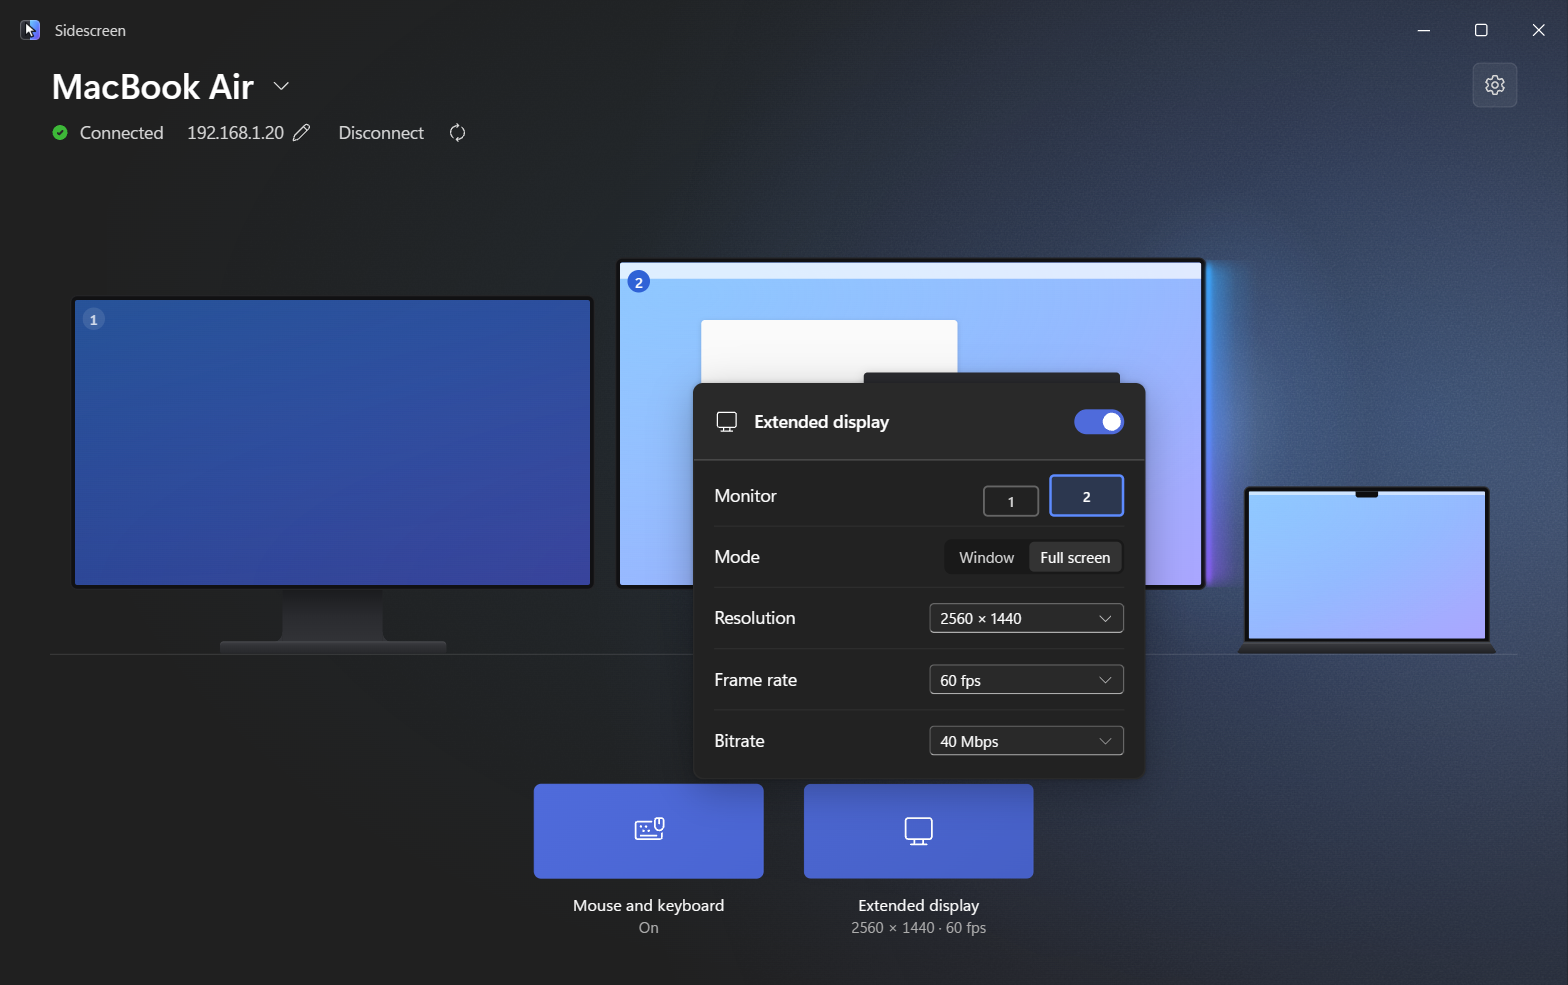 Sidescreen
MacBook Air
Connected 192.168.1.20 Disconnect
1
2
Extended display
Monitor 1 2
Mode Window Full screen
Resolution 2560 × 1440
Frame rate 60 fps
Bitrate 40 Mbps
Mouse and keyboard
On
Extended display
2560 × 1440 · 60 fps